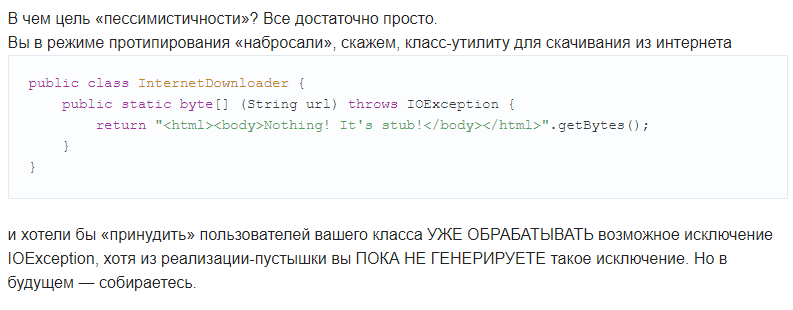 В чем цель «пессимистичности»? Все достаточно просто.
Вы в режиме протипирования «набросали», скажем, класс-утилиту для скачивания из интернета
public class InternetDownloader {
    public static byte[] (String url) throws IOException {
        return "<html><body>Nothing! It's stub!</body></html>".getBytes();
    }
}
и хотели бы «принудить» пользователей вашего класса УЖЕ ОБРАБАТЫВАТЬ возможное исключение
IOException, хотя из реализации-пустышки вы ПОКА НЕ ГЕНЕРИРУЕТЕ такое исключение. Но в
будущем — собираетесь.